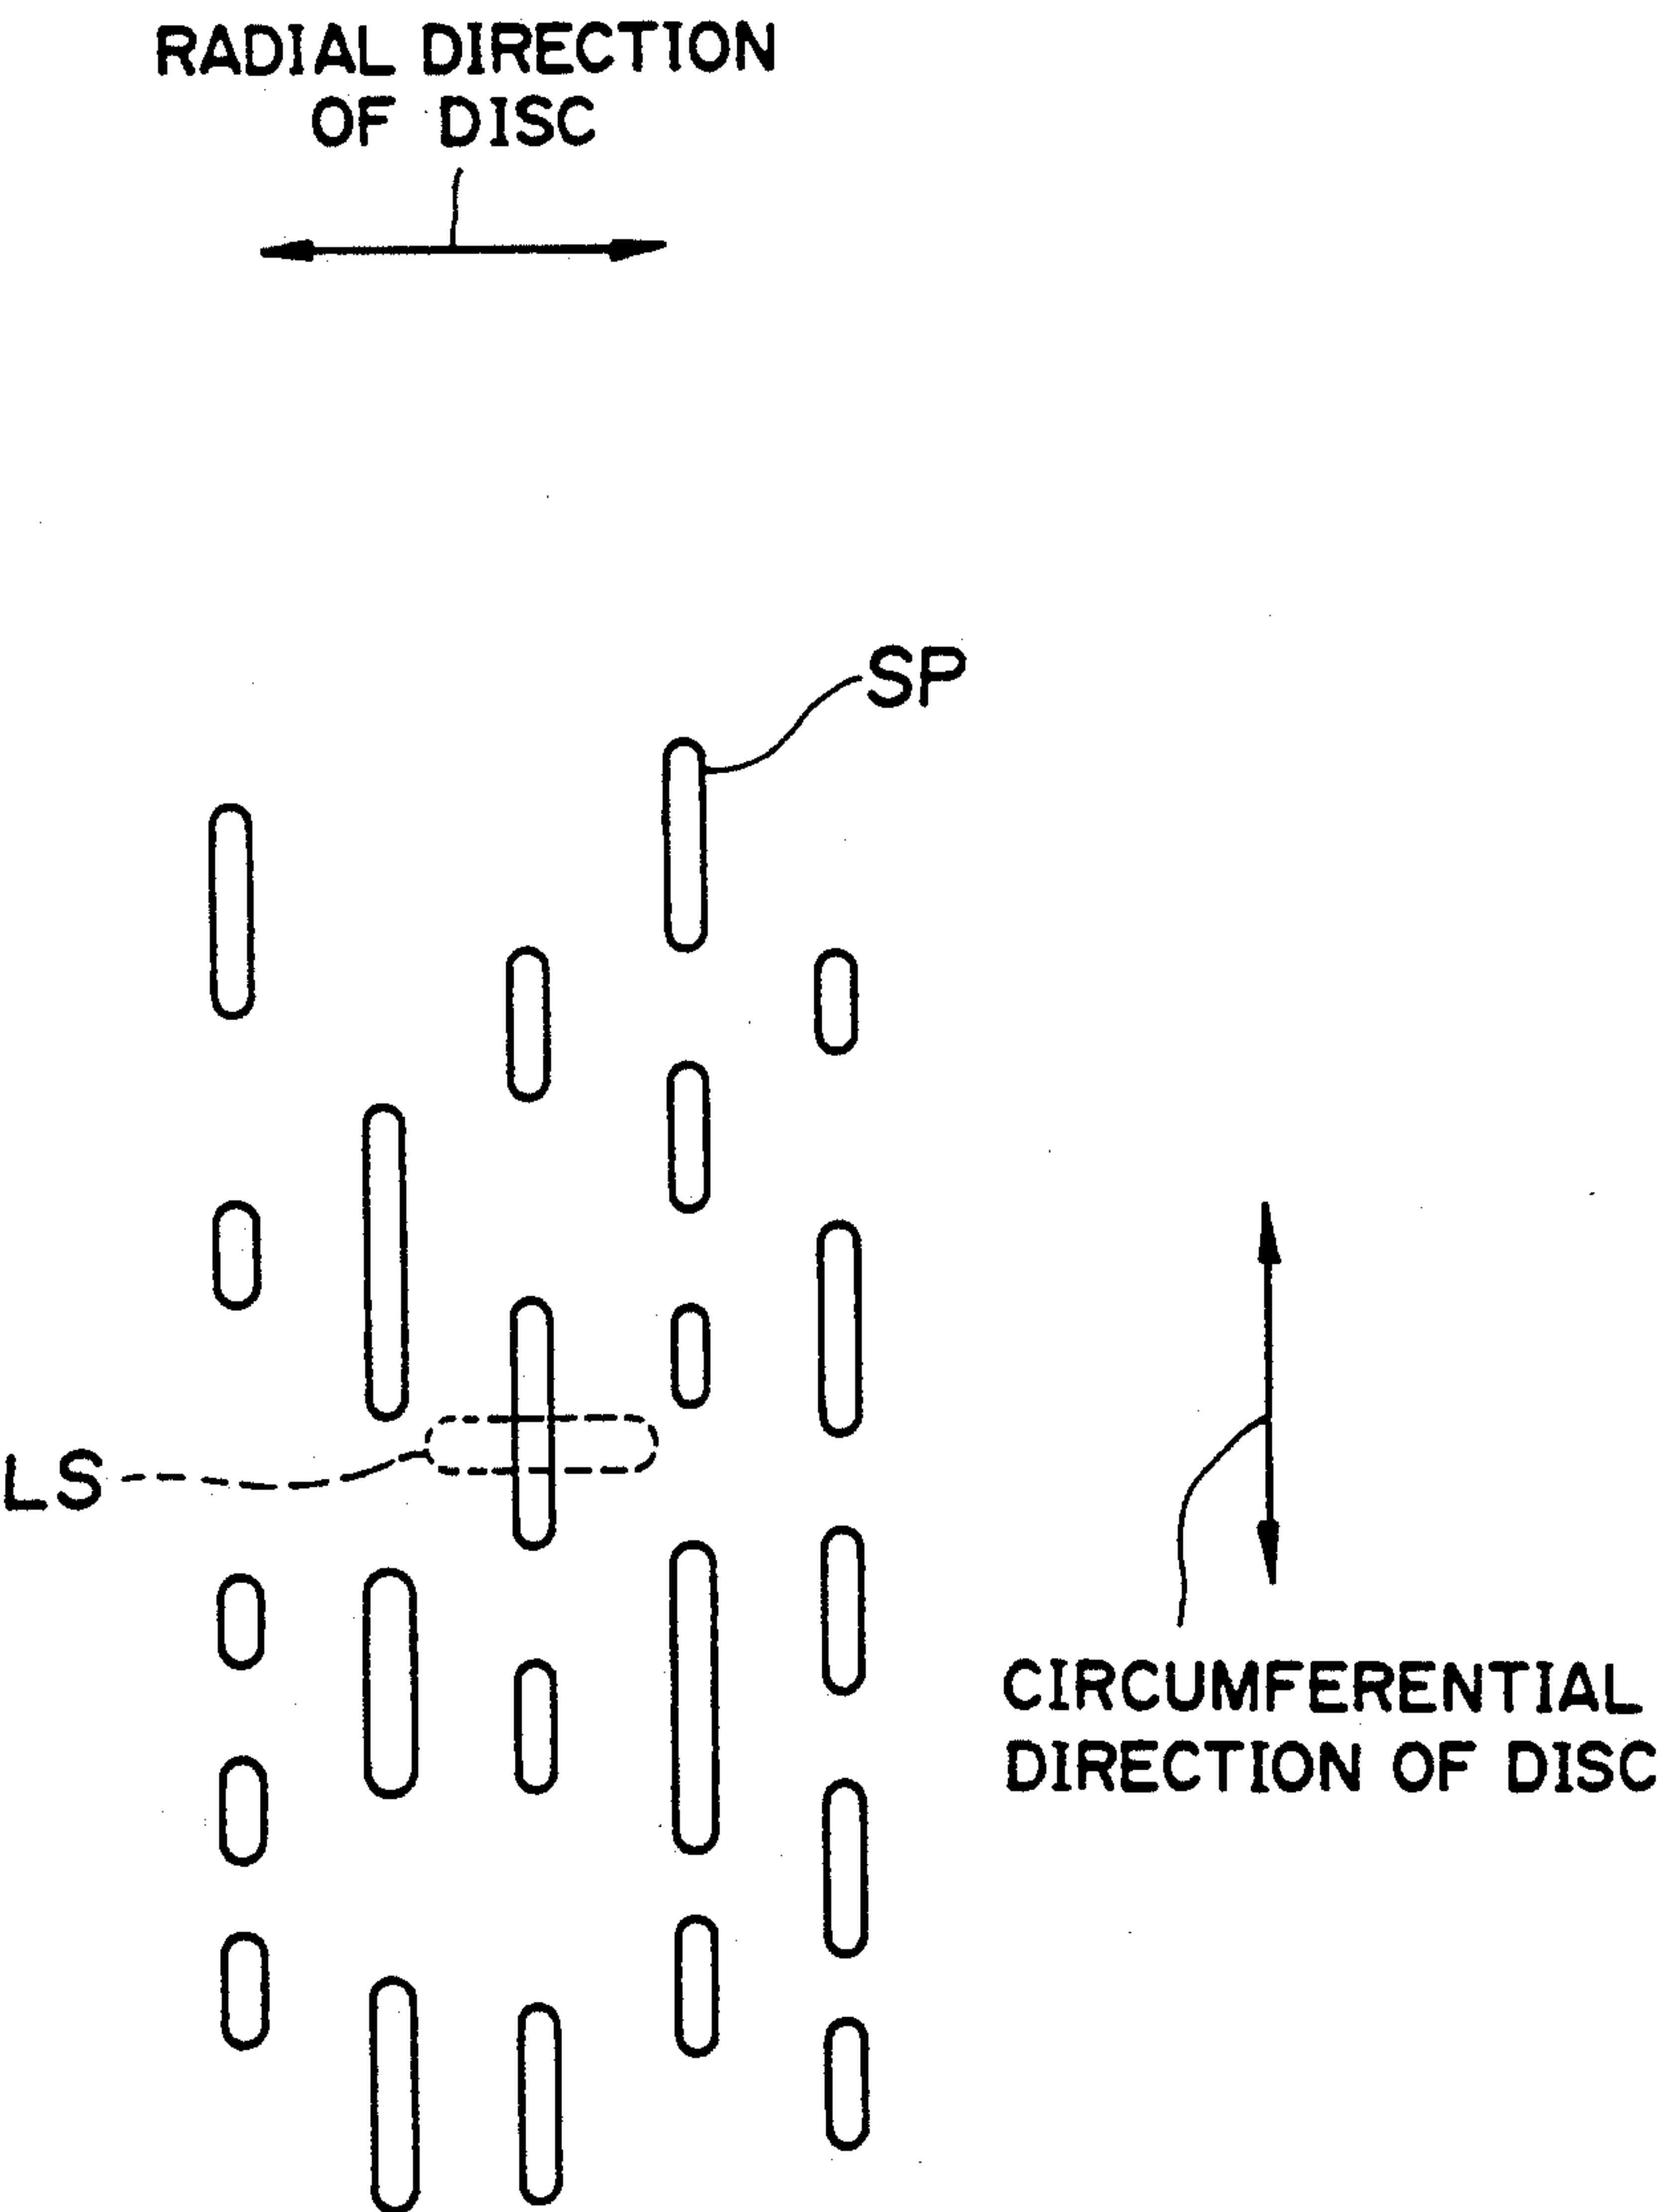 RADIAL DIRECTION
OF DISC
SP
LS
CIRCUMFERENTIAL
DIRECTION OF DISC